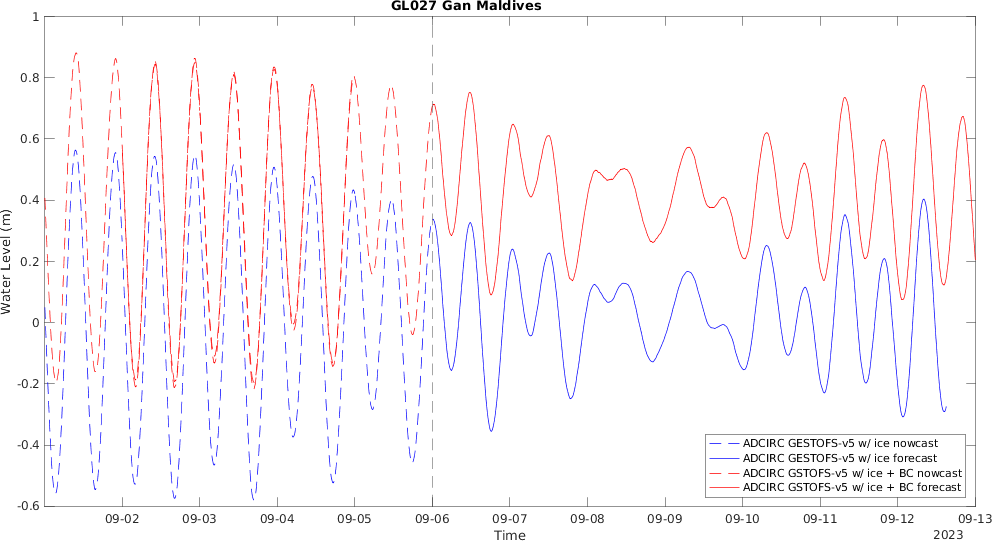 GL027 Gan Maldives
1
0.8
0.6
0.4
0.2
0
-0.2
-0.4
-0.6
Water Level (m)
ADCIRC GESTOFS-v5 w/ ice nowcast
ADCIRC GESTOFS-v5 w/ ice forecast
ADCIRC GSTOFS-v5 w/ ice + BC nowcast
ADCIRC GSTOFS-v5 w/ ice + BC forecast
09-02 09-03 09-04 09-05 09-06 09-07 09-08 09-09 09-10 09-11 09-12 09-13
Time
2023